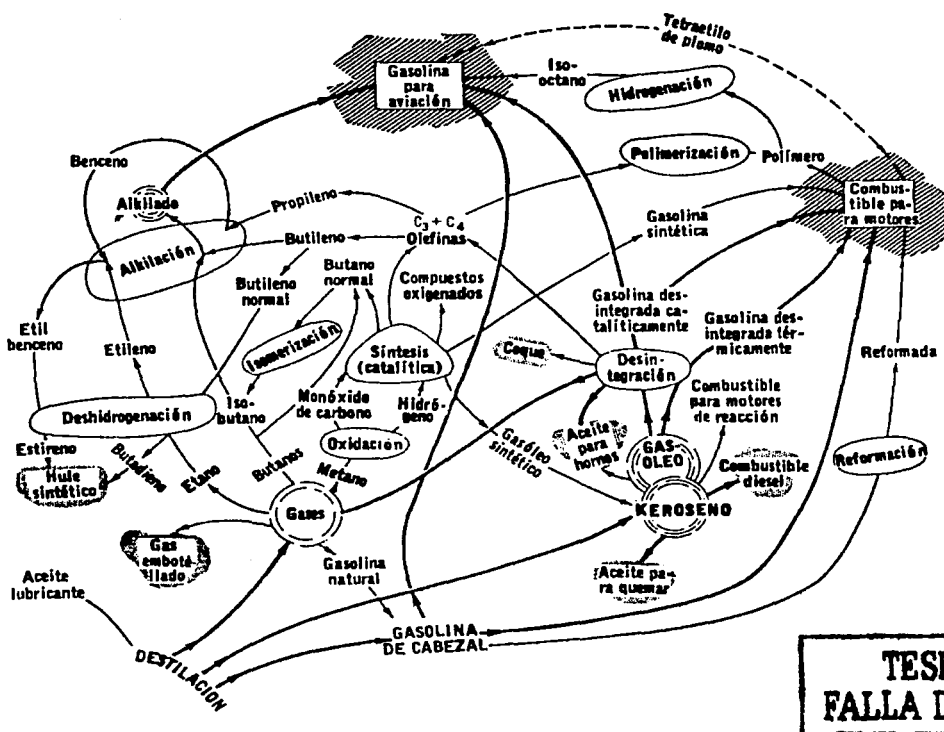 Tetraetilo
de plomo
Gasolina
para
aviación
Iso-
octano
Hidrogenación
Benceno
Polimerización
Polímero
Alkilado
Combus-
tible pa-
ra motores
Propileno
C3 + C4
Olefinas
Gasolina
sintética
Alkilación
Butileno
Butileno
normal
Butano
normal
Compuestos
oxigenados
Gasolina des-
integrada ca-
talíticamente
Gasolina des-
integrada tér-
micamente
Etil
benceno
Etileno
Isomerización
Síntesis
(catalítica)
Coque
Desin-
tegración
Reformada
Deshidrogenación
Iso-
butano
Monóxido
de carbono
Hidró-
geno
Combustible
para motores
de reacción
Estireno
Butadieno
Etano
Butanos
Metano
Oxidación
Gasóleo
sintético
Aceite
para
hornos
GAS-
OLEO
Combustible
diesel
Reformación
Hule
sintético
Gases
KEROSENO
Gas
embote-
llado
Gasolina
natural
Aceite pa-
ra quemar
Aceite
lubricante
GASOLINA
DE CABEZAL
DESTILACION
TESI
FALLA D